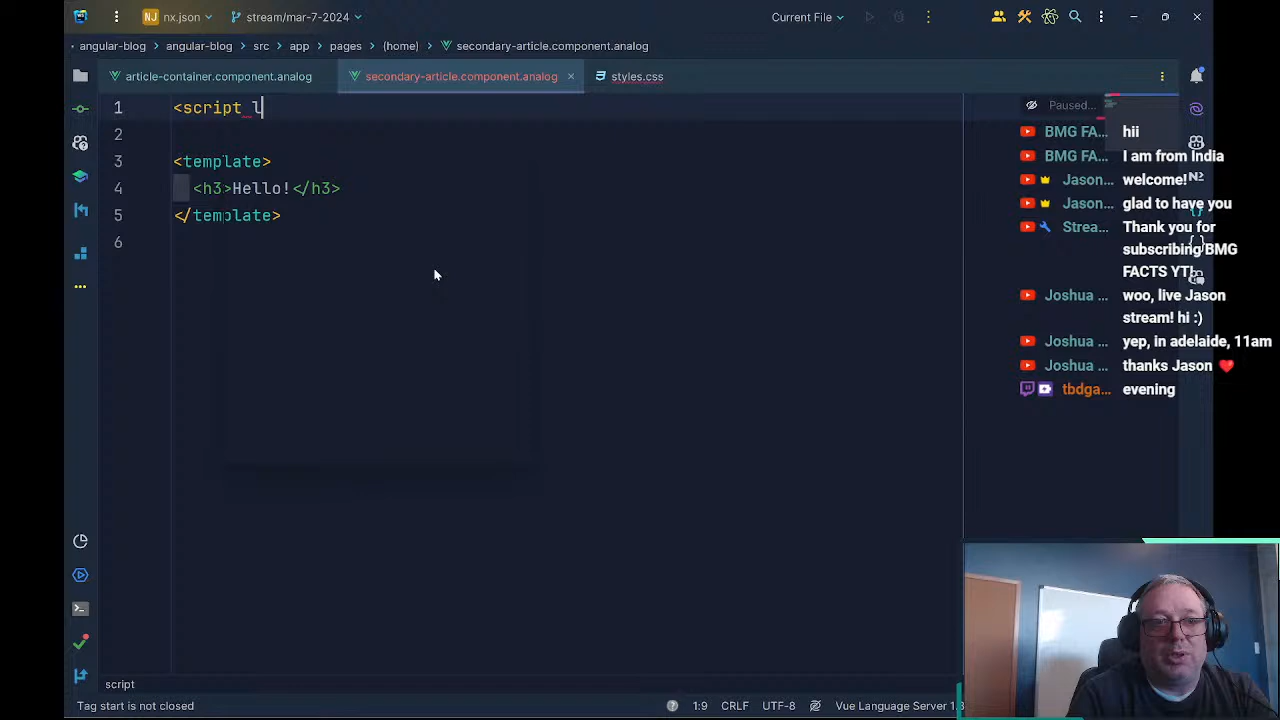 NJ nx.json
stream/mar-7-2024
Current File
angular-blog
angular-blog
src
app
pages
(home)
secondary-article.component.analog
article-container.component.analog
secondary-article.component.analog
styles.css
1 <script l
2
3 <template>
4 <h3>Hello!</h3>
5 </template>
6
Paused...
BMG FA... hii
BMG FA... I am from India
Jason... welcome!
Jason... glad to have you
Strea... Thank you for
subscribing BMG
FACTS YT!
Joshua ... woo, live Jason
stream! hi :)
Joshua ... yep, in adelaide, 11am
Joshua ... thanks Jason ❤️
tbdga... evening
script
Tag start is not closed
1:9
CRLF
UTF-8
Vue Language Server 1.8